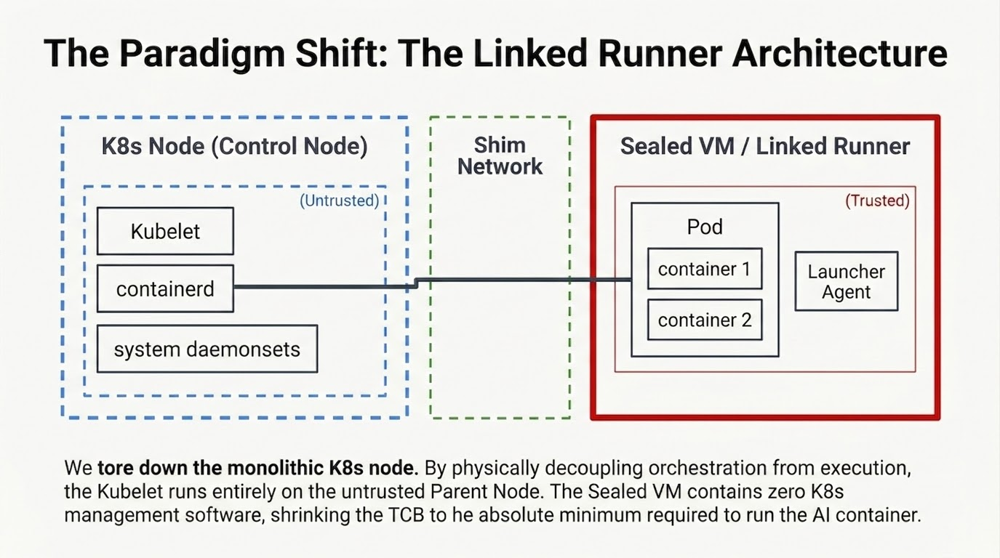 The Paradigm Shift: The Linked Runner Architecture
K8s Node (Control Node)
(Untrusted)
Kubelet
containerd
system daemonsets
Shim
Network
Sealed VM / Linked Runner
(Trusted)
Pod
container 1
container 2
Launcher
Agent
We tore down the monolithic K8s node. By physically decoupling orchestration from execution,
the Kubelet runs entirely on the untrusted Parent Node. The Sealed VM contains zero K8s
management software, shrinking the TCB to he absolute minimum required to run the AI container.